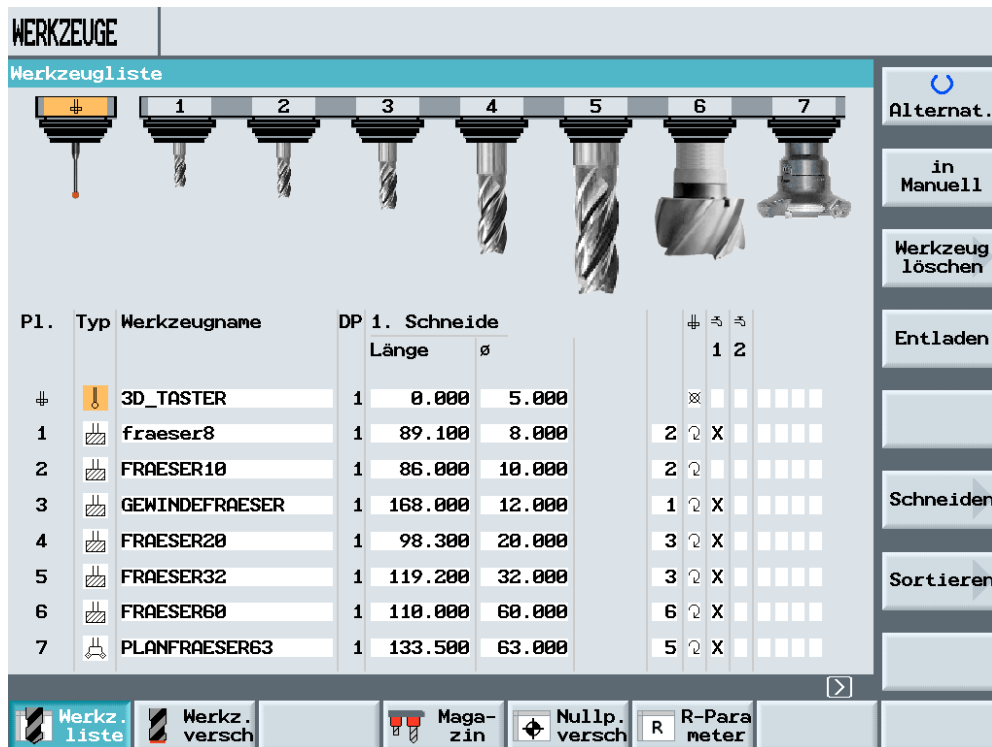 WERKZEUGE
Werkzeugliste
1 2 3 4 5 6 7
Pl. Typ Werkzeugname DP 1. Schneide
Länge ø 1 2
3D_TASTER 1 0.000 5.000
1 fraeser8 1 89.100 8.000 2 X
2 FRAESER10 1 86.000 10.000 2
3 GEWINDEFRAESER 1 168.000 12.000 1 X
4 FRAESER20 1 98.300 20.000 3 X
5 FRAESER32 1 119.200 32.000 3 X
6 FRAESER60 1 110.000 60.000 6 X
7 PLANFRAESER63 1 133.500 63.000 5 X
Alternat.
in
Manuell
Werkzeug
löschen
Entladen
Schneiden
Sortieren
Werkz.
liste
Werkz.
versch
Maga-
zin
Nullp.
versch
R
R-Para
meter